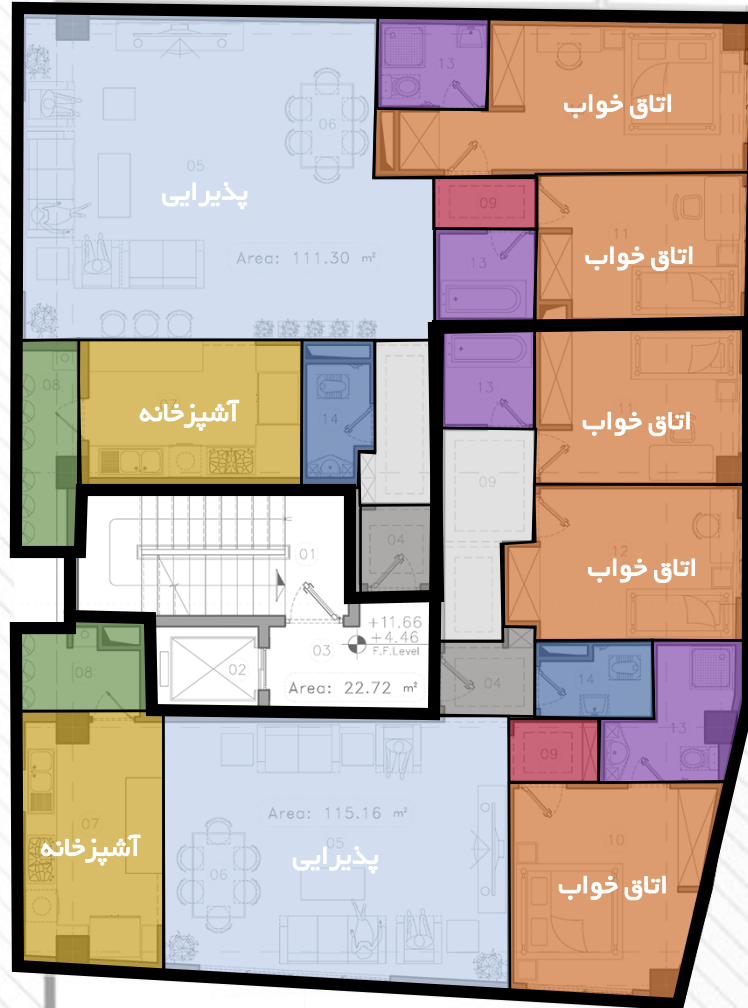 13
اتاق خواب
06
05
پذیرایی
09
11
اتاق خواب
Area: 111.30 m²
13
08
07
آشپزخانه
14
13
11
اتاق خواب
09
04
01
12
اتاق خواب
+11.66
+4.46
F.F.Level
03
02
Area: 22.72 m²
08
04
14
13
09
Area: 115.16 m²
07
آشپزخانه
05
پذیرایی
06
10
اتاق خواب